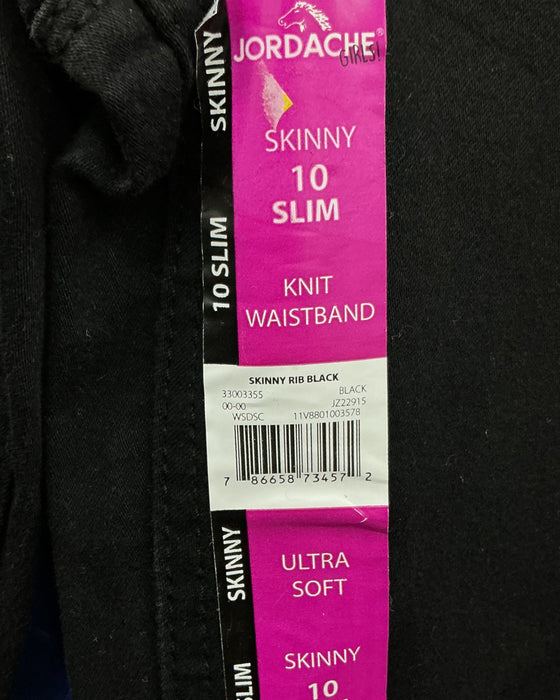 JORDACHE®
GIRLS!
SKINNY
SKINNY
10
SLIM
10 SLIM
KNIT
WAISTBAND
SKINNY RIB BLACK
33003355 BLACK
00-00 JZ22915
WSDSC 11V8801003578
7 86658 73457 2
SKINNY
ULTRA
SOFT
SKINNY
10